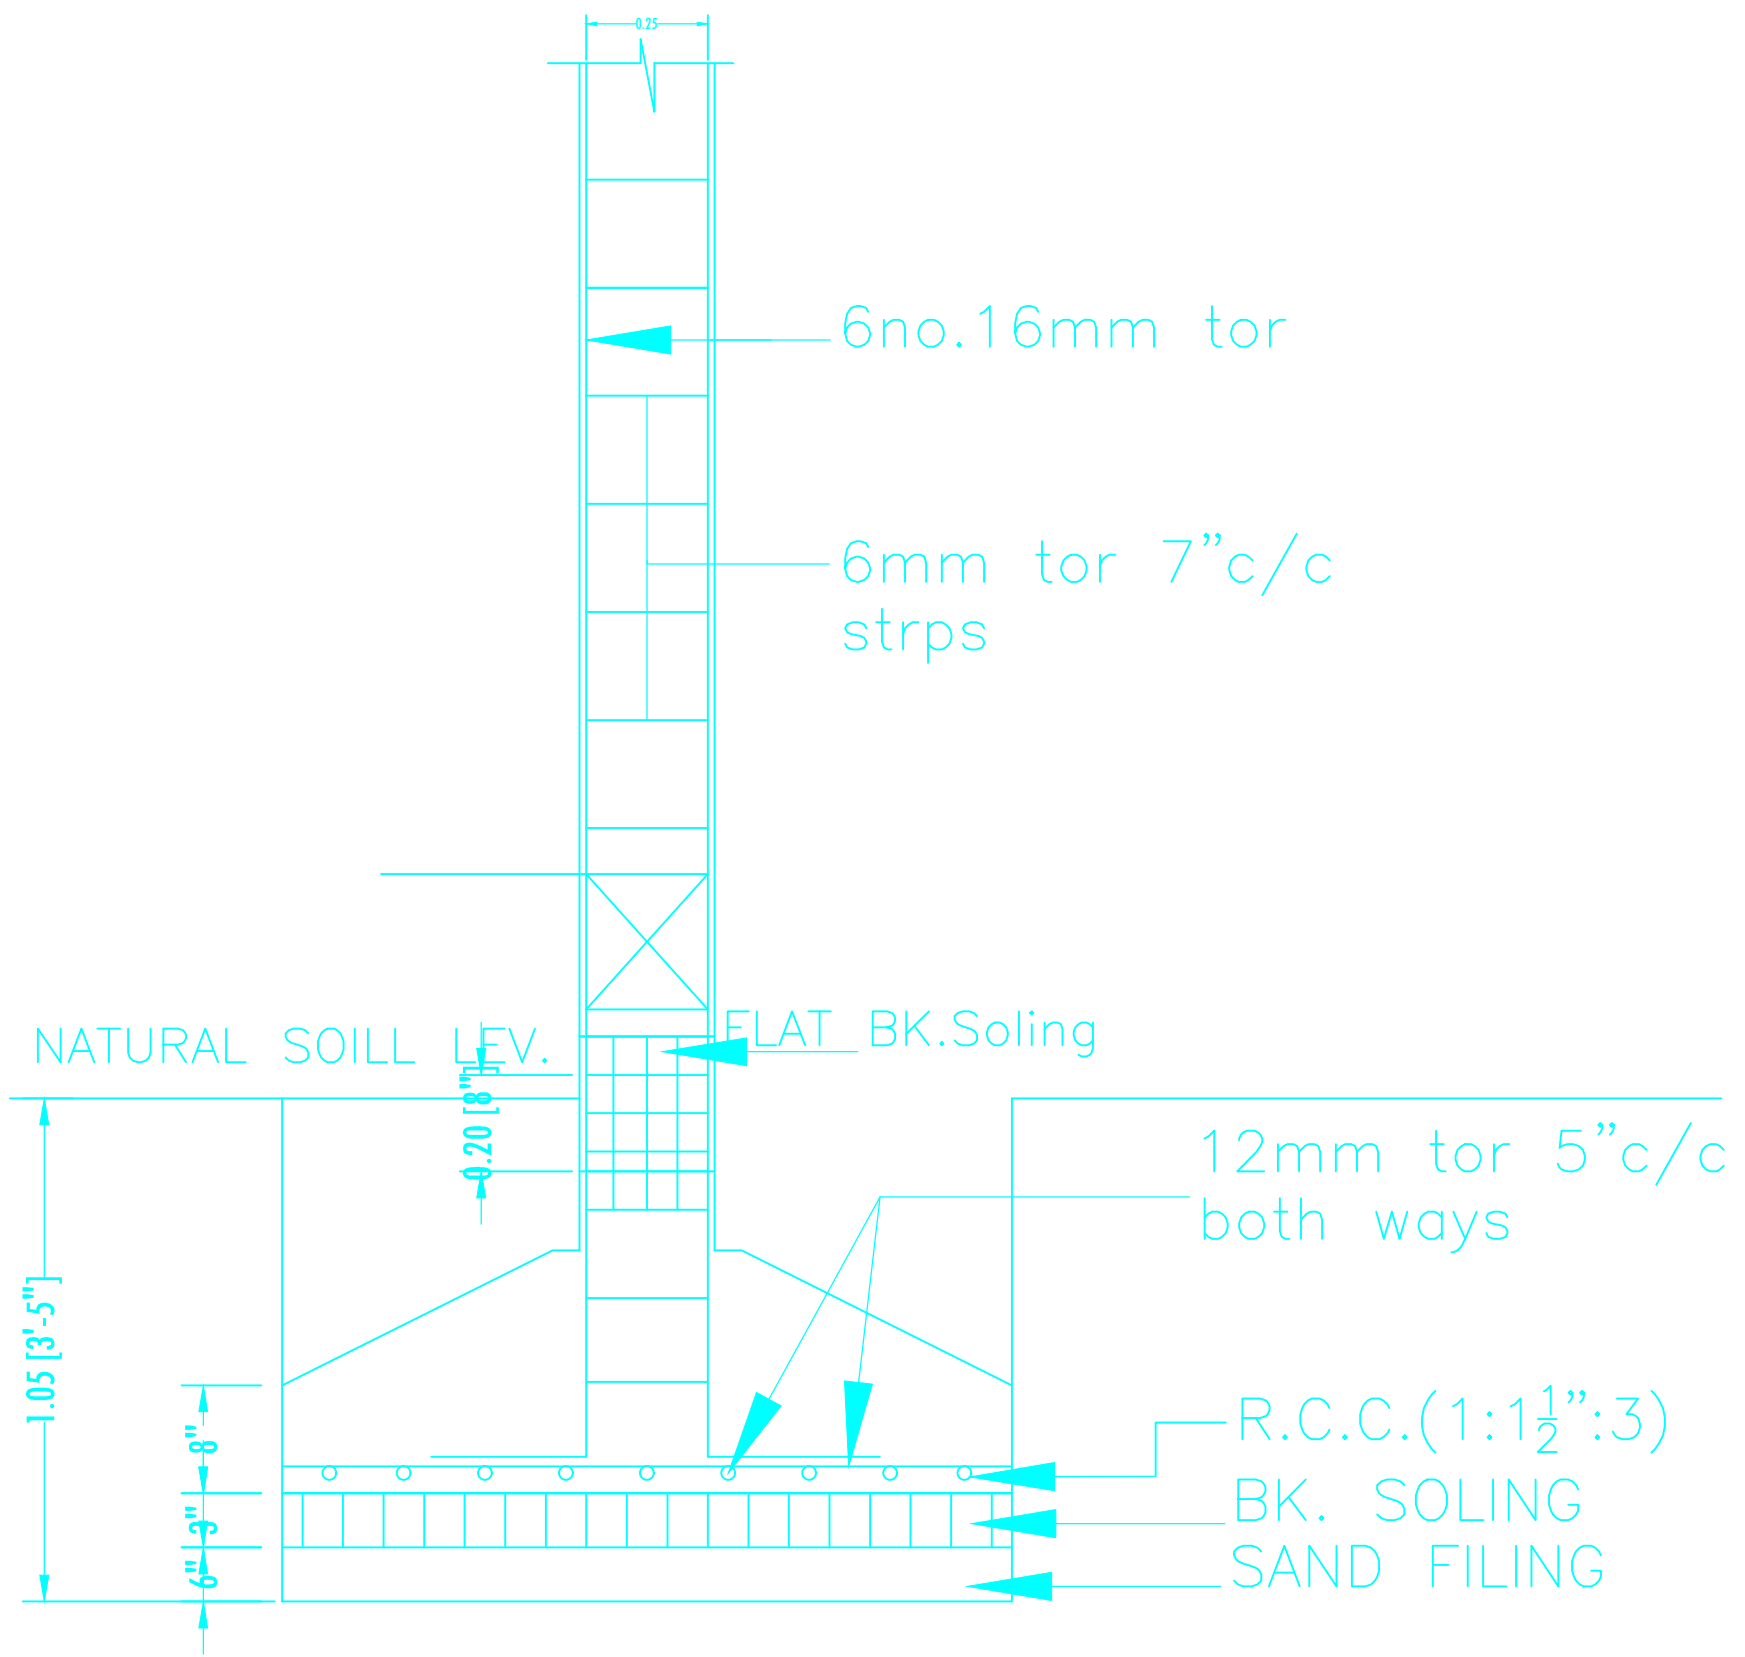 0.25
6no.16mm tor
6mm tor 7"c/c
strps
FLAT BK.Soling
NATURAL SOILL LEV.
0.20 [8"]
12mm tor 5"c/c
both ways
1.05 [3'-5"]
R.C.C.(1:1½":3)
8"
BK. SOLING
3"
SAND FILING
6"